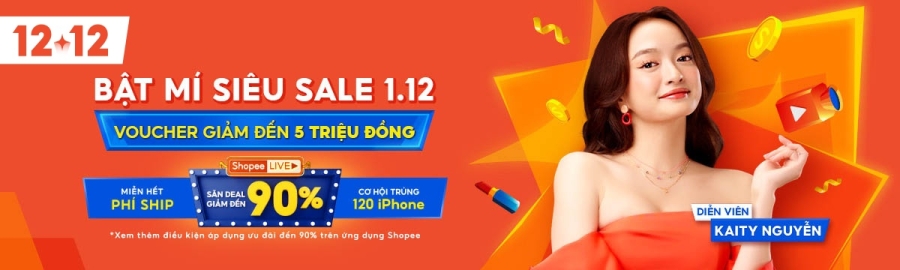 12.12
BẬT MÍ SIÊU SALE 1.12
VOUCHER GIẢM ĐẾN 5 TRIỆU ĐỒNG
Shopee LIVE
MIỄN HẾT
PHÍ SHIP
SĂN DEAL
GIẢM ĐẾN
90%
CƠ HỘI TRÚNG
120 iPhone
*Xem thêm điều kiện áp dụng ưu đãi đến 90% trên ứng dụng Shopee
DIỄN VIÊN
KAITY NGUYỄN